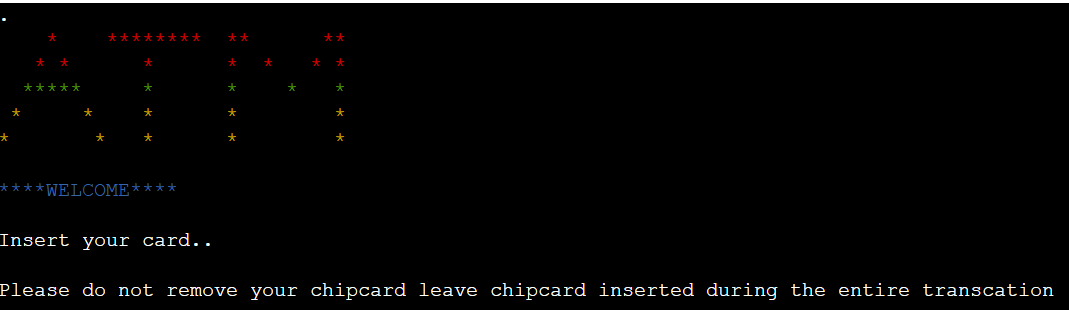 .
    *    ********  **      **
   * *      *      *  *   * *
  *****     *      *    *   *
 *     *    *      *        *
*       *   *      *        *
****WELCOME****
Insert your card..
Please do not remove your chipcard leave chipcard inserted during the entire transcation